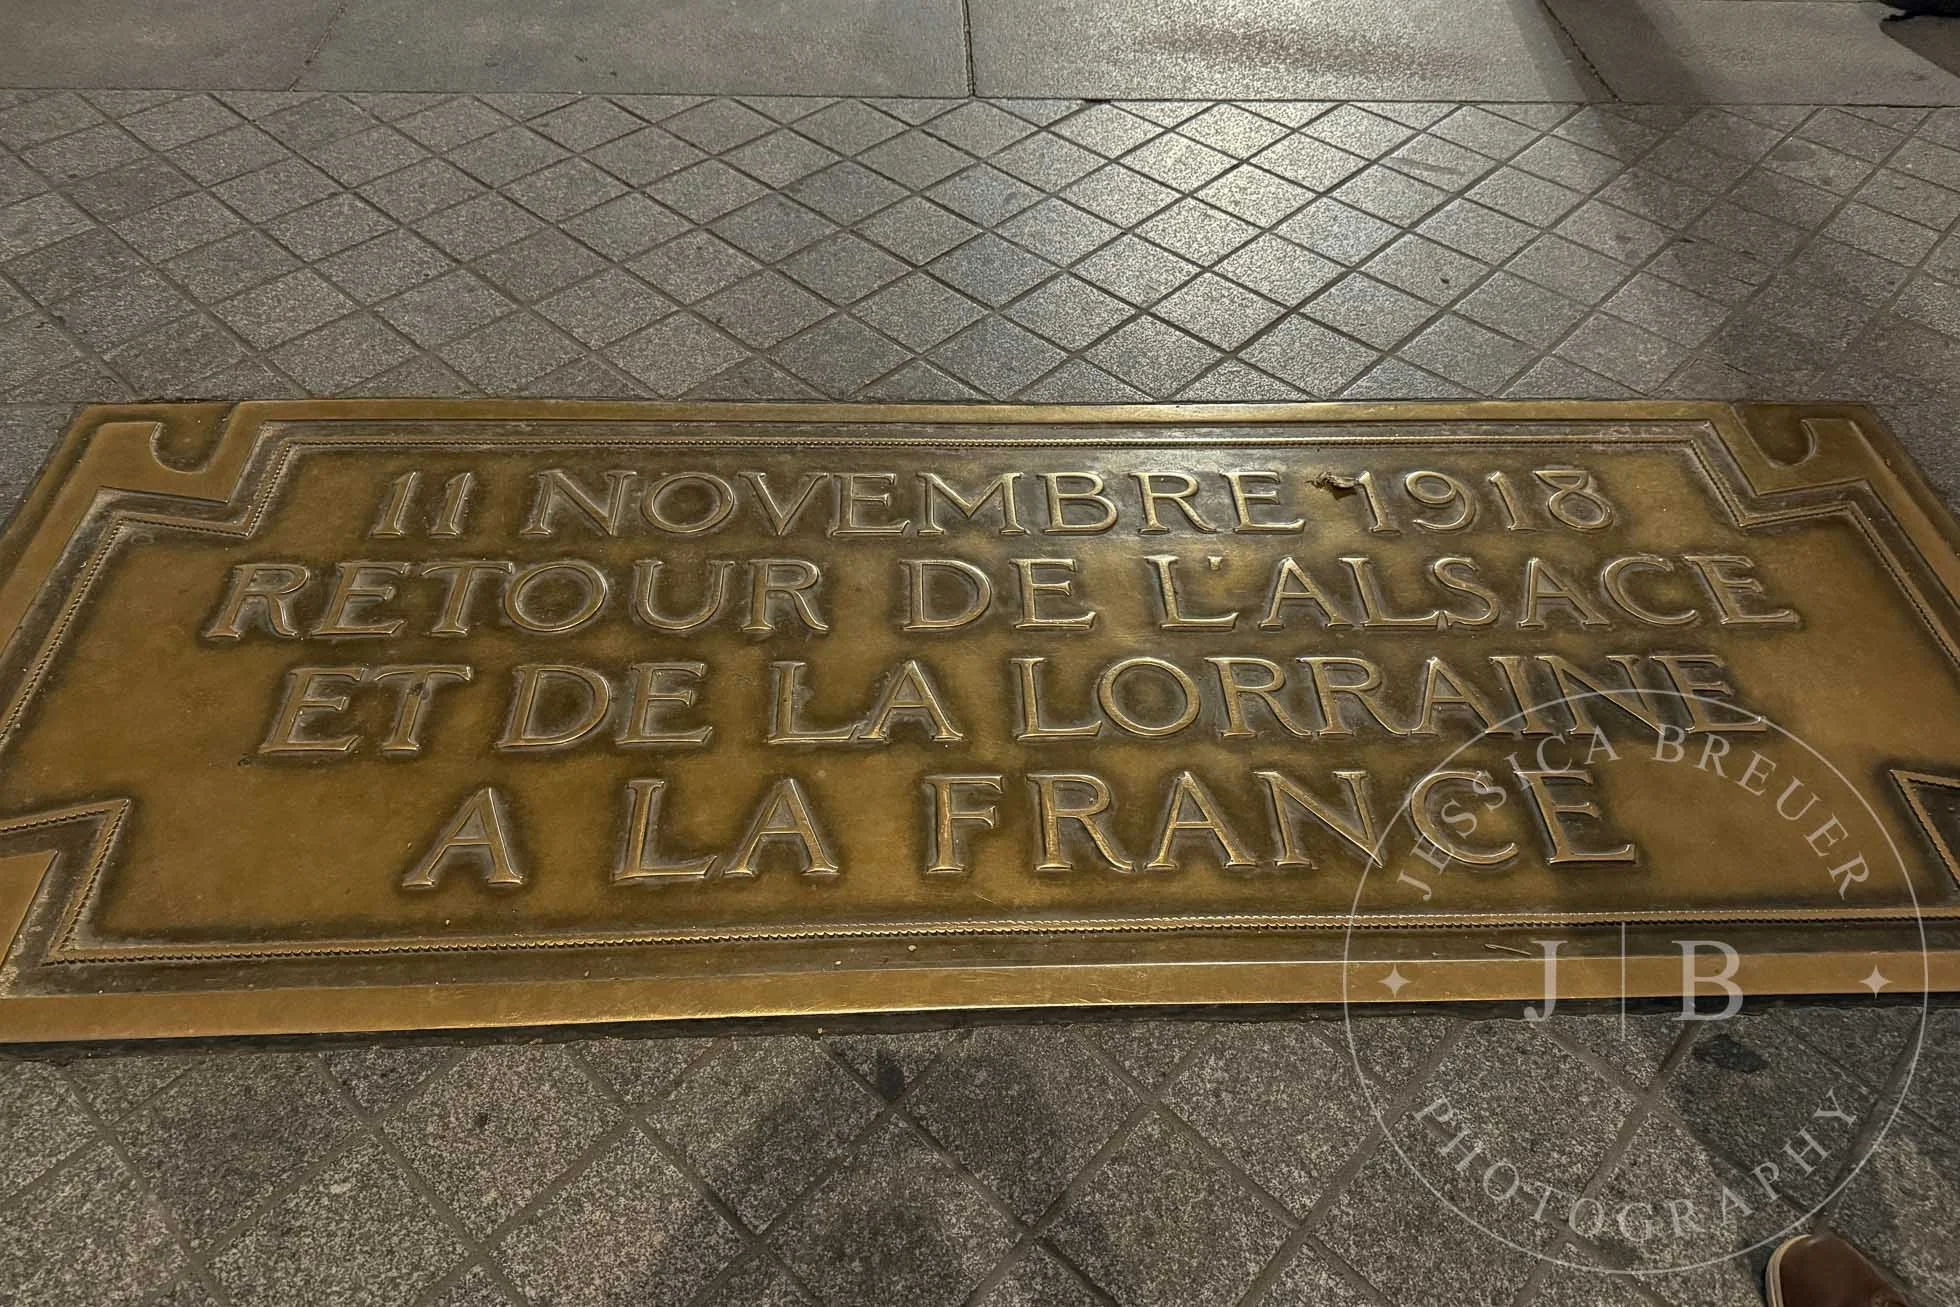 11 NOVEMBRE 1918
RETOUR DE L'ALSACE
ET DE LA LORRAINE
A LA FRANCE
JESSICA BREUER
J | B
PHOTOGRAPHY